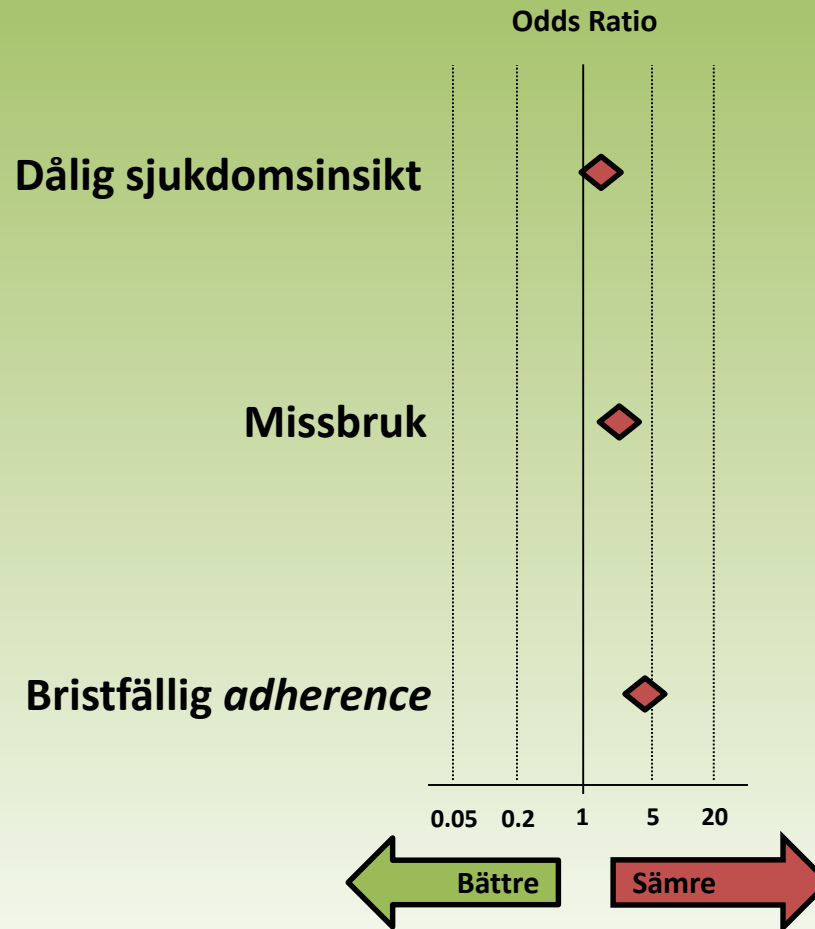 Odds Ratio
Dålig sjukdomsinsikt
Missbruk
Bristfällig adherence
0.05 0.2 1 5 20
Bättre Sämre